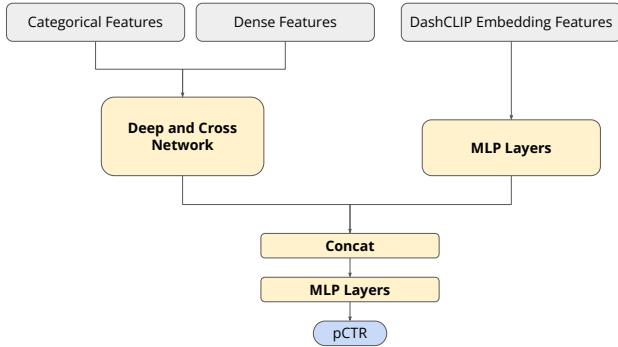 Categorical Features
Dense Features
DashCLIP Embedding Features
Deep and Cross
Network
MLP Layers
Concat
MLP Layers
pCTR